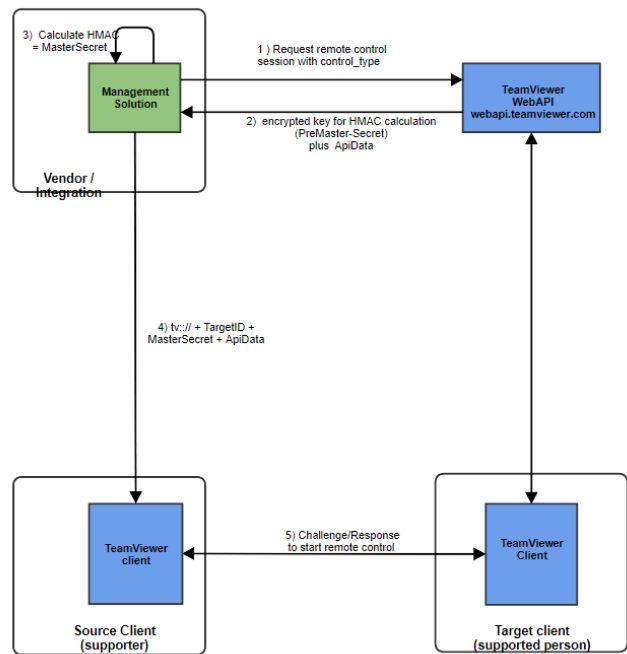 3)  Calculate HMAC
= MasterSecret
1 ) Request remote control
session with control_type
Management
Solution
TeamViewer
WebAPI
webapi.teamviewer.com
2)  encrypted key for HMAC calculation
(PreMaster-Secret)
plus  ApiData
Vendor /
Integration
4) tv::// + TargetID +
MasterSecret + ApiData
TeamViewer
client
5) Challenge/Response
to start remote control
TeamViewer
Client
Source Client
(supporter)
Target client
(supported person)